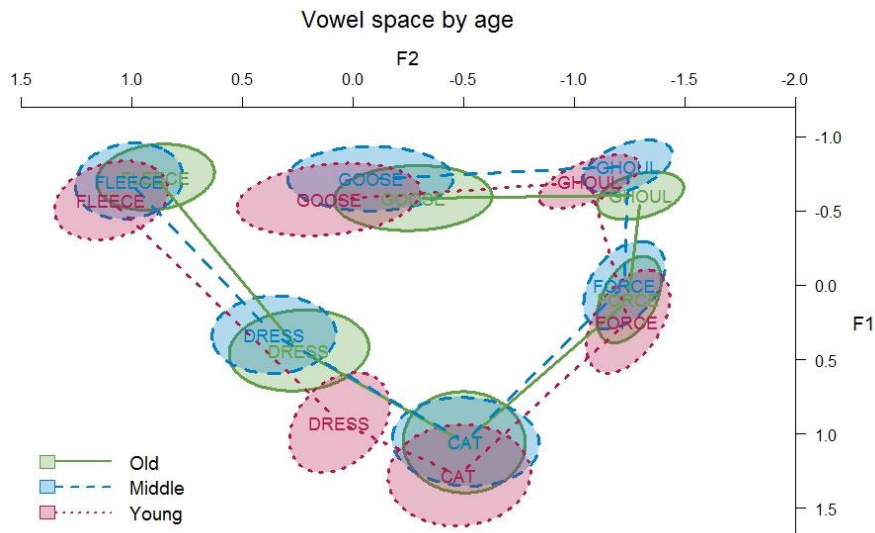 Vowel space by age
F2
1.5 1.0 0.5 0.0 -0.5 -1.0 -1.5 -2.0
-1.0
GHOUL
FLEECE
FLEECE GOOSE GHOUL
FLEECE GOOSE GOOSE GHOUL
-0.5
FORCE 0.0
FORCE
FORCE F1
DRESS
DRESS 0.5
DRESS
CAT 1.0
CAT
Old
Middle
Young 1.5